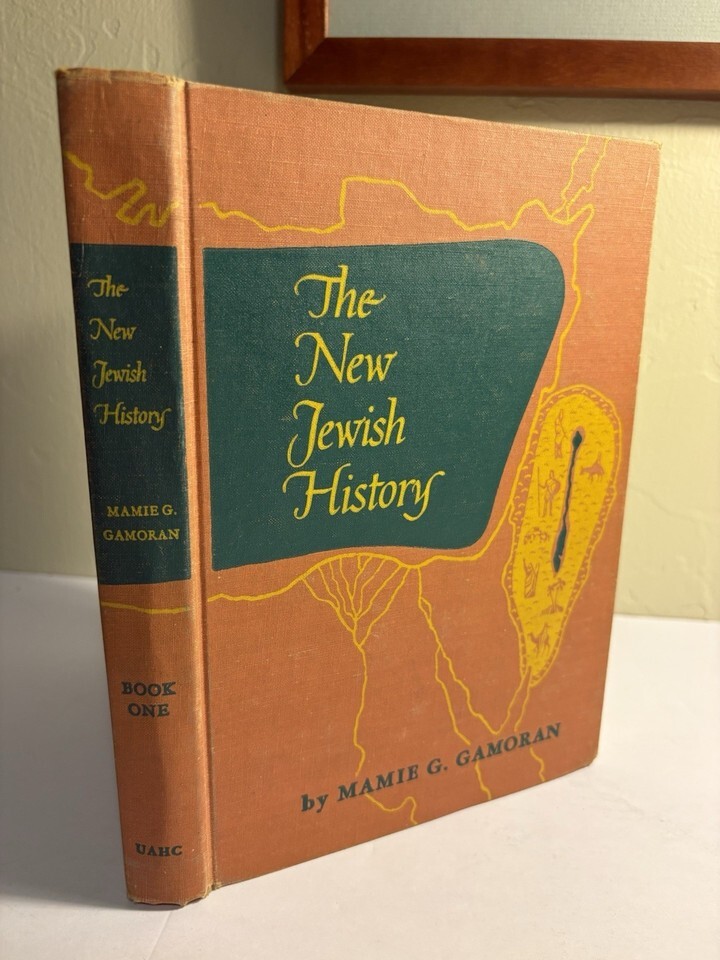 The
New
Jewish
History
MAMIE G.
GAMORAN
BOOK
ONE
UAHC
The
New
Jewish
History
by MAMIE G. GAMORAN